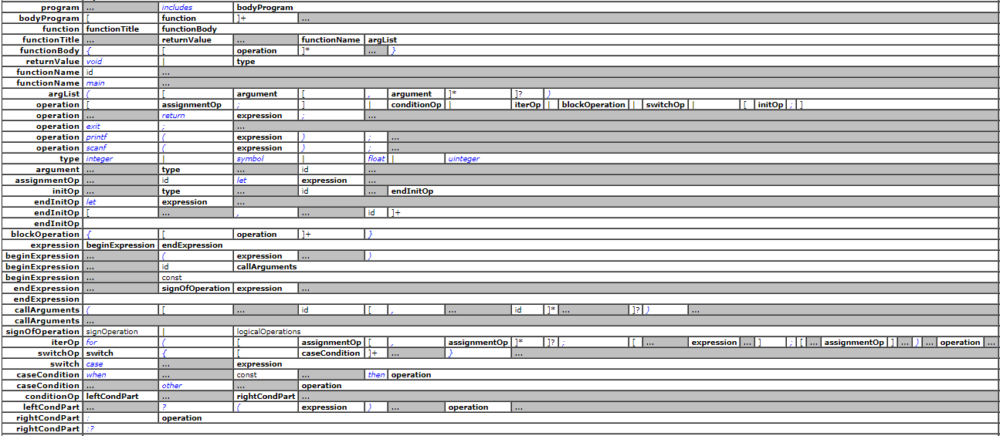 program ... includes bodyProgram
bodyProgram [ function ]+ ...
function functionTitle functionBody
functionTitle ... returnValue ... functionName argList
functionBody { [ operation ]* ... }
returnValue void | type
functionName id ...
functionName main ...
argList ( [ argument [ , argument ]* ]? )
operation [ assignmentOp ; ] | conditionOp | iterOp | blockOperation | switchOp | [ initOp ; ]
operation ... return expression ; ...
operation exit ; ...
operation printf ( expression ) ; ...
operation scanf ( expression ) ; ...
type integer | symbol | float | uinteger
argument ... type ... id ...
assignmentOp ... id let expression ...
initOp ... type ... id ... endInitOp
endInitOp let expression ...
endInitOp [ ... , ... id ]+
endInitOp
blockOperation { [ operation ]+ }
expression beginExpression endExpression
beginExpression ... ( expression ... )
beginExpression ... id callArguments
beginExpression ... const
endExpression ... signOfOperation expression ...
endExpression
callArguments ( [ ... id [ , ... id ]* ... ]? ) ...
callArguments ...
signOfOperation signOperation | logicalOperations
iterOp for ( [ assignmentOp [ , assignmentOp ]* ]? ; [ ... expression ... ] ; [ ... assignmentOp ] ... ) ... operation ...
switchOp switch { [ caseCondition ]+ ... } ...
switch case ... expression
caseCondition when ... const ... then operation
caseCondition ... other ... operation
conditionOp leftCondPart ... rightCondPart ...
leftCondPart ... ? ( expression ) ... operation ...
rightCondPart : operation
rightCondPart :?